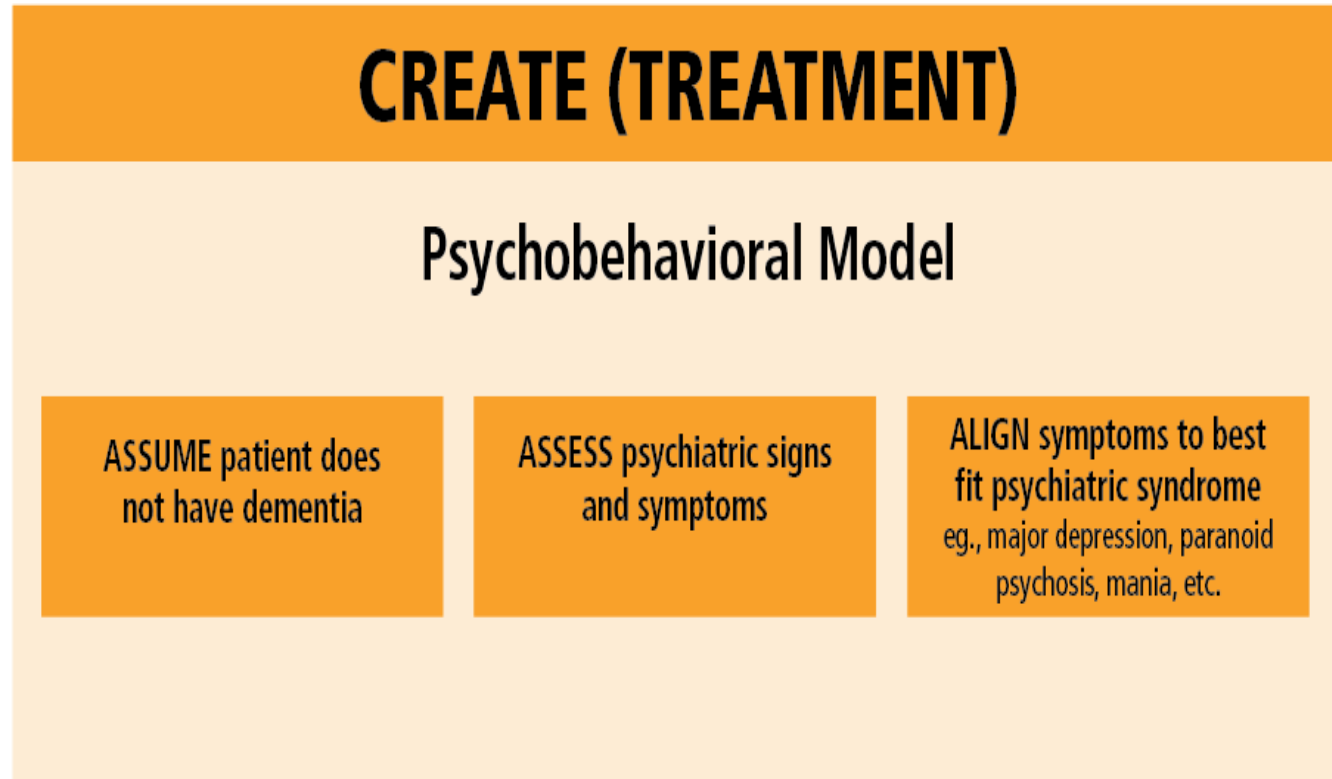 CREATE (TREATMENT)
Psychobehavioral Model
ASSUME patient does
not have dementia
ASSESS psychiatric signs
and symptoms
ALIGN symptoms to best
fit psychiatric syndrome
eg., major depression, paranoid
psychosis, mania, etc.